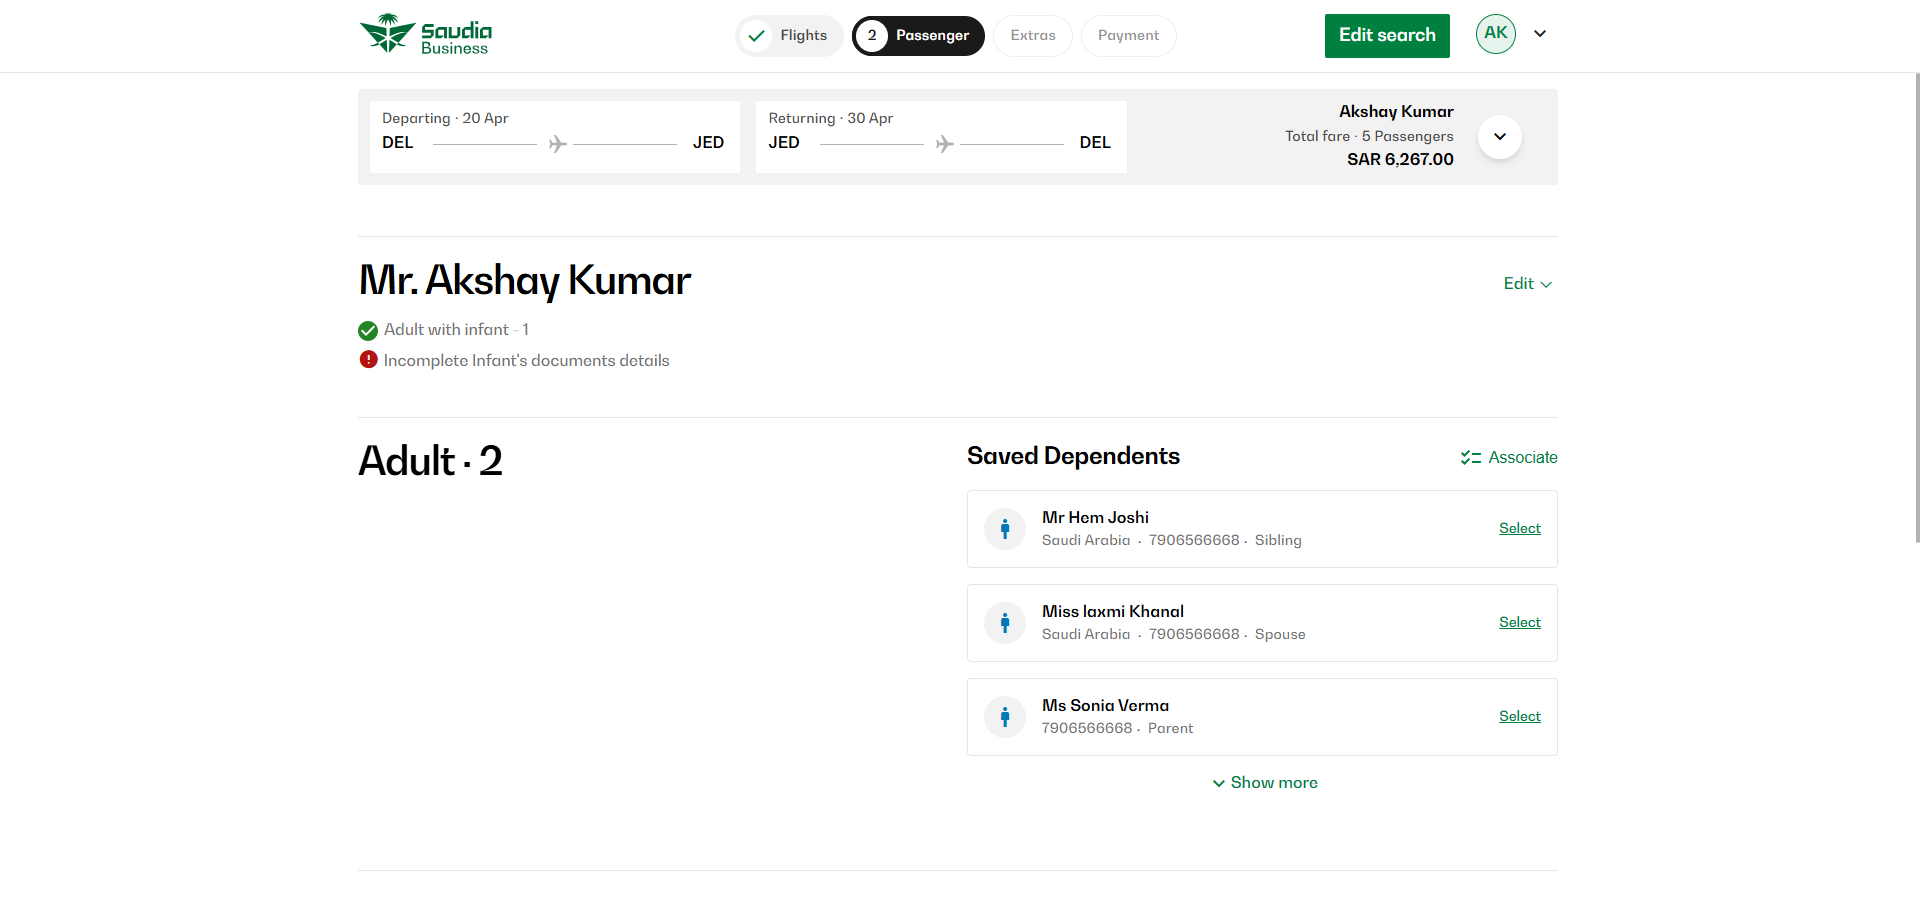 Saudia
Business
Flights
2 Passenger
Extras
Payment
Edit search
AK
Departing · 20 Apr
DEL JED
Returning · 30 Apr
JED DEL
Akshay Kumar
Total fare · 5 Passengers
SAR 6,267.00
Mr. Akshay Kumar
Edit
Adult with infant - 1
! Incomplete Infant's documents details
Adult · 2
Saved Dependents
Associate
Mr Hem Joshi
Saudi Arabia · 7906566668 · Sibling
Select
Miss laxmi Khanal
Saudi Arabia · 7906566668 · Spouse
Select
Ms Sonia Verma
7906566668 · Parent
Select
Show more